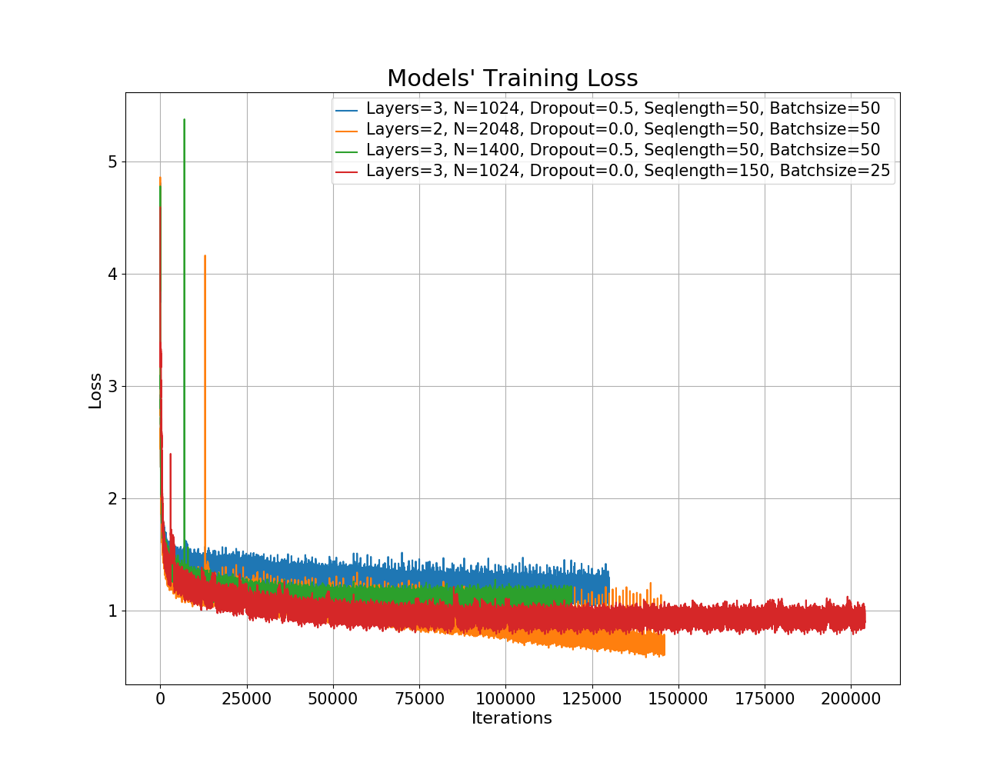 Models' Training Loss
Layers=3, N=1024, Dropout=0.5, Seqlength=50, Batchsize=50
Layers=2, N=2048, Dropout=0.0, Seqlength=50, Batchsize=50
Layers=3, N=1400, Dropout=0.5, Seqlength=50, Batchsize=50
Layers=3, N=1024, Dropout=0.0, Seqlength=150, Batchsize=25
5
4
3
2
1
Loss
0 25000 50000 75000 100000 125000 150000 175000 200000
Iterations